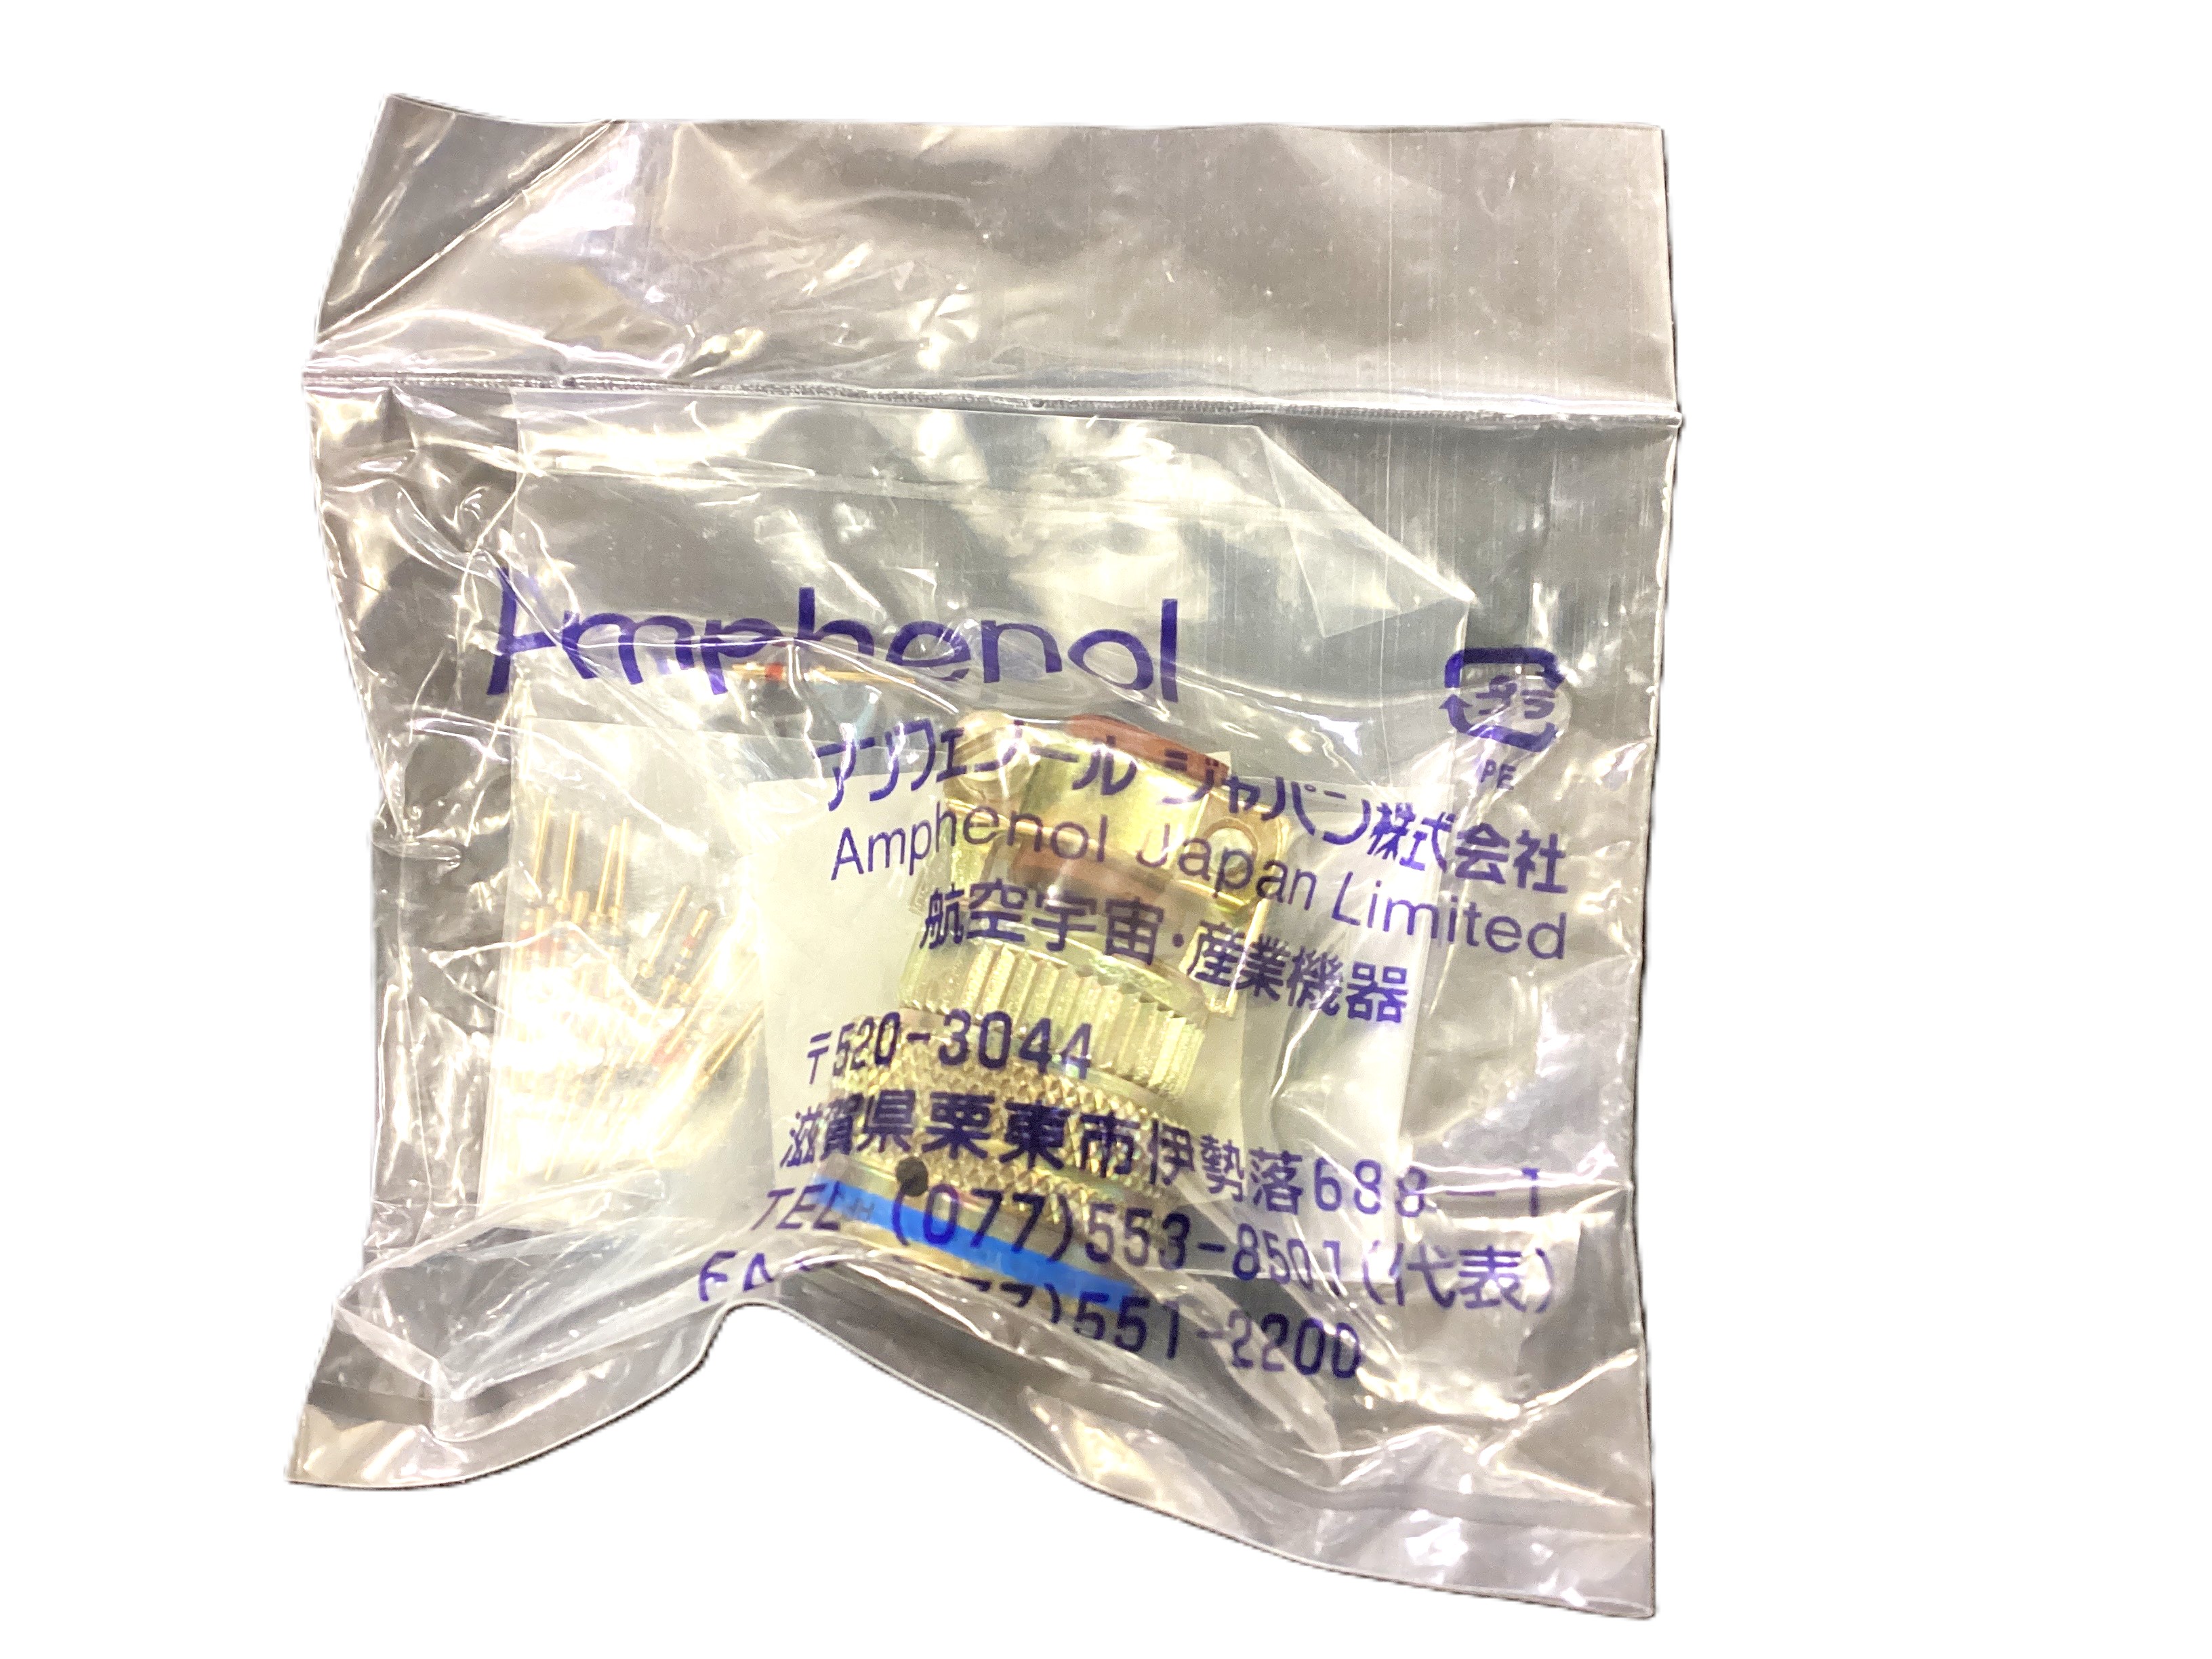 Amphenol
プラ
PE
アンフェノール ジャパン株式会社
Amphenol Japan Limited
航空宇宙・産業機器
〒520-3044
滋賀県栗東市伊勢落688-1
TEL (077)553-8501(代表)
)551-2200